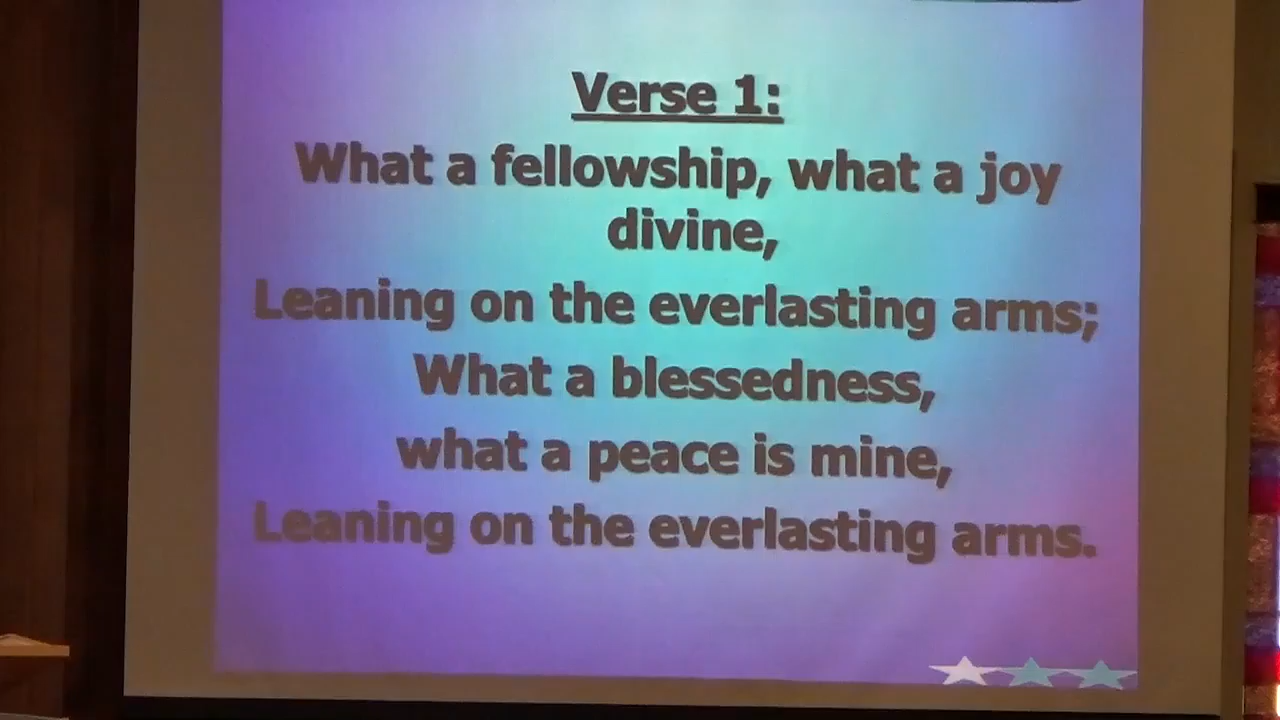 Verse 1:
What a fellowship, what a joy
divine,
Leaning on the everlasting arms;
What a blessedness,
what a peace is mine,
Leaning on the everlasting arms.